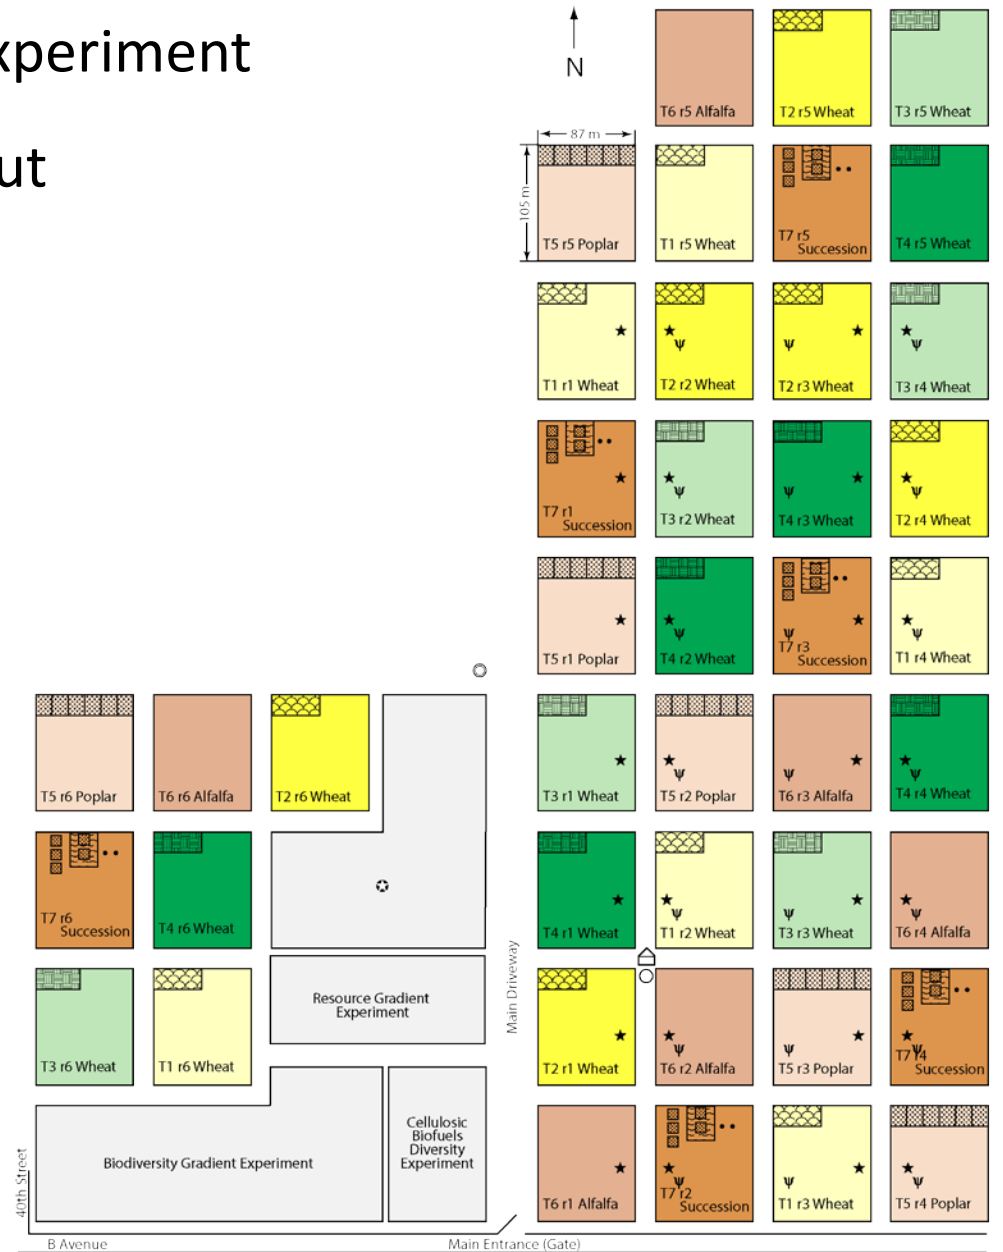 xperiment
ut
N
T6 r5 Alfalfa
T2 r5 Wheat
T3 r5 Wheat
87 m
105 m
T5 r5 Poplar
T1 r5 Wheat
T7 r5
Succession
T4 r5 Wheat
T1 r1 Wheat
T2 r2 Wheat
T2 r3 Wheat
T3 r4 Wheat
T7 r1
Succession
T3 r2 Wheat
T4 r3 Wheat
T2 r4 Wheat
T5 r1 Poplar
T4 r2 Wheat
T7 r3
Succession
T1 r4 Wheat
T5 r6 Poplar
T6 r6 Alfalfa
T2 r6 Wheat
T3 r1 Wheat
T5 r2 Poplar
T6 r3 Alfalfa
T4 r4 Wheat
T7 r6
Succession
T4 r6 Wheat
T4 r1 Wheat
T1 r2 Wheat
T3 r3 Wheat
T6 r4 Alfalfa
T3 r6 Wheat
T1 r6 Wheat
Resource Gradient
Experiment
Main Driveway
T2 r1 Wheat
T6 r2 Alfalfa
T5 r3 Poplar
T7 r4
Succession
Biodiversity Gradient Experiment
Cellulosic
Biofuels
Diversity
Experiment
T6 r1 Alfalfa
T7 r2
Succession
T1 r3 Wheat
T5 r4 Poplar
40th Street
B Avenue
Main Entrance (Gate)